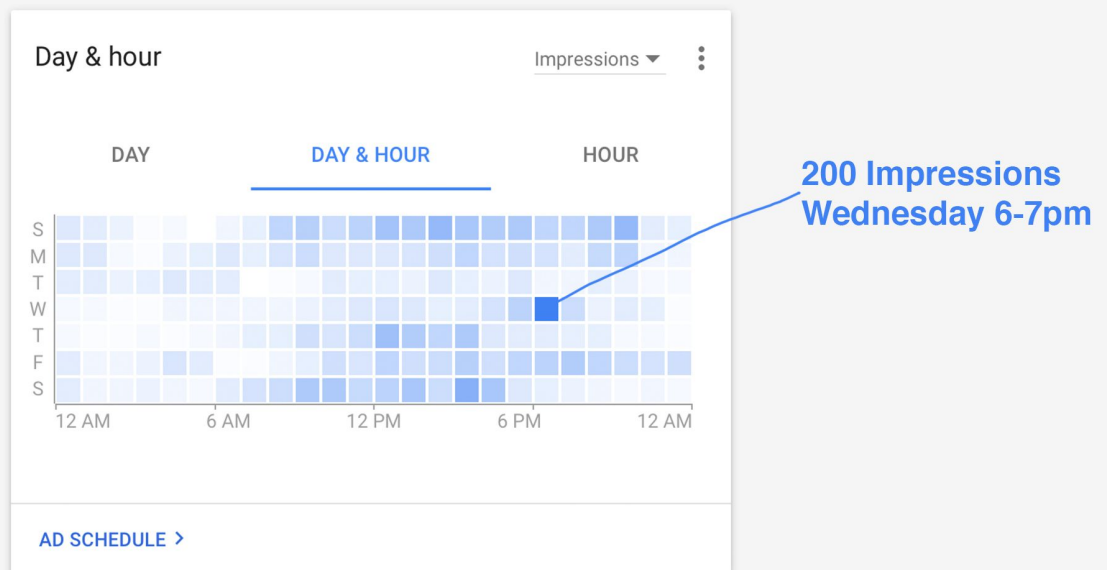 Day & hour
Impressions
DAY
DAY & HOUR
HOUR
200 Impressions
Wednesday 6-7pm
S
M
T
W
T
F
S
12 AM
6 AM
12 PM
6 PM
12 AM
AD SCHEDULE